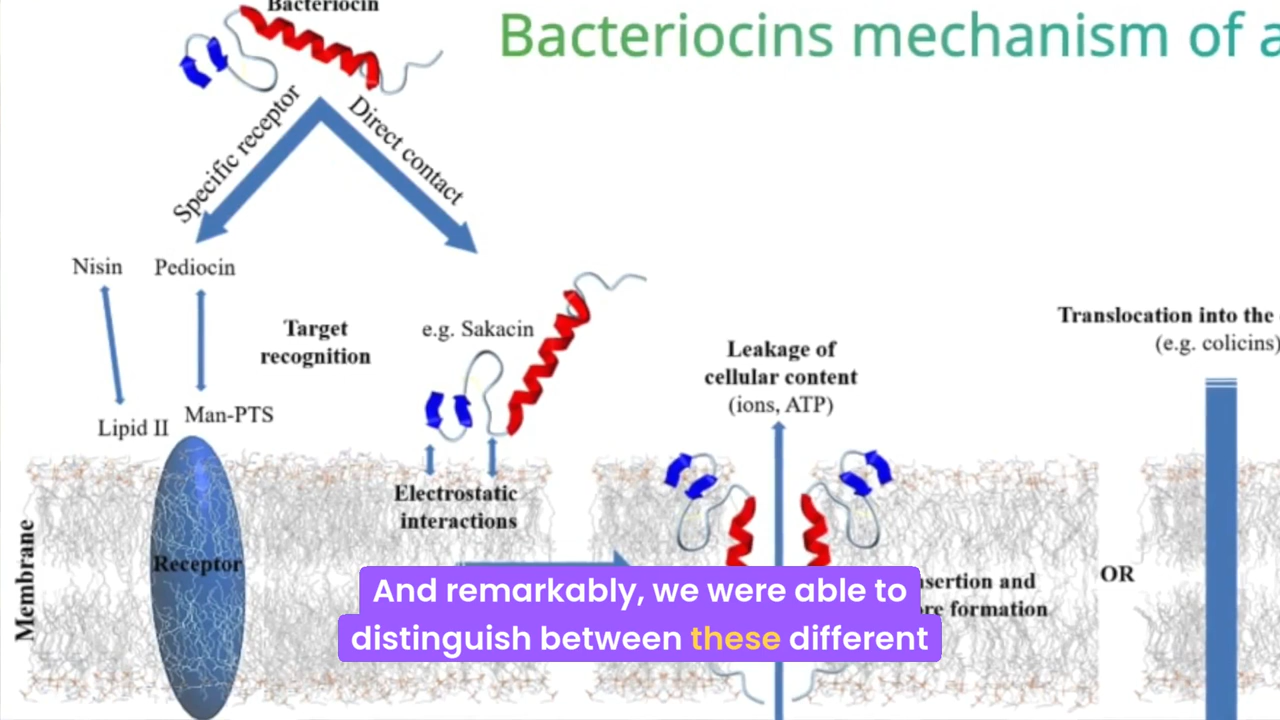 Bacteriocin
Bacteriocins mechanism of a
Specific receptor
Direct contact
Nisin
Pediocin
Target
recognition
e.g. Sakacin
Lipid II
Man-PTS
Electrostatic
interactions
Membrane
Receptor
Leakage of
cellular content
(ions, ATP)
Translocation into the
(e.g. colicins)
sertion and
re formation
OR
And remarkably, we were able to
distinguish between these different